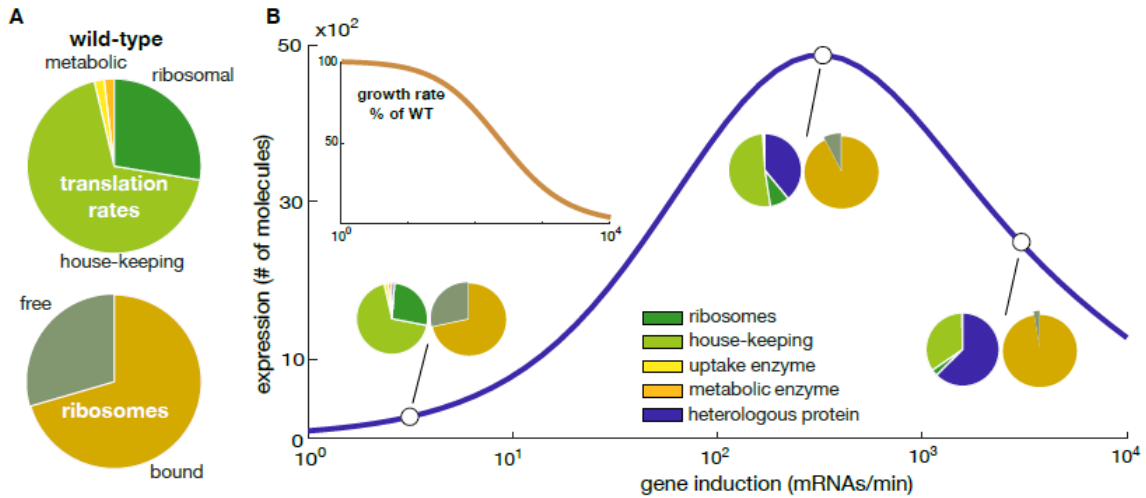 A
wild-type
metabolic
ribosomal
translation
rates
house-keeping
free
ribosomes
bound
B
×10²
expression (# of molecules)
50
30
10
0
100
50
growth rate
% of WT
10⁰
10⁴
ribosomes
house-keeping
uptake enzyme
metabolic enzyme
heterologous protein
10⁰
10¹
10²
10³
10⁴
gene induction (mRNAs/min)